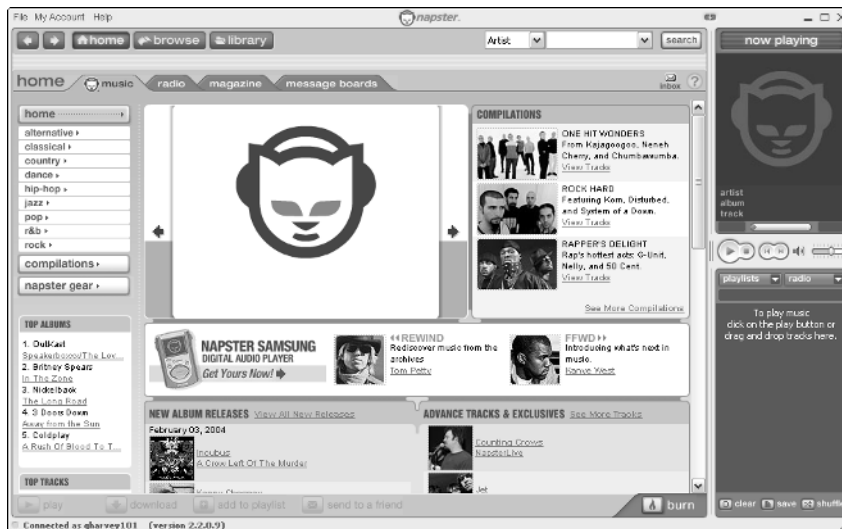 File My Account Help
napster.
home browse library
Artist
search
now playing
home music radio magazine message boards
inbox ?
home
alternative
classical
country
dance
hip-hop
jazz
pop
r&b
rock
compilations
napster gear
TOP ALBUMS
1. OutKast
Speakerboxxx/The Lov...
2. Britney Spears
In The Zone
3. Nickelback
The Long Road
4. 3 Doors Down
Away from the Sun
5. Coldplay
A Rush Of Blood To T...
TOP TRACKS
COMPILATIONS
ONE HIT WONDERS
From Kajagoogoo, Neneh
Cherry, and Chumbawumba.
View Tracks
ROCK HARD
Featuring Korn, Disturbed,
and System of a Down.
View Tracks
RAPPER'S DELIGHT
Rap's hottest acts: G-Unit,
Nelly, and 50 Cent.
View Tracks
See More Compilations
NAPSTER SAMSUNG
DIGITAL AUDIO PLAYER
Get Yours Now!
REWIND
Rediscover music from the
archives
Tom Petty
FFWD
Introducing what's next in
music.
Kanye West
NEW ALBUM RELEASES View All New Releases
February 03, 2004
Incubus
A Crow Left Of The Murder
ADVANCE TRACKS & EXCLUSIVES See More Tracks
Counting Crows
NapsterLive
Jet
artist
album
track
playlists radio
To play music
click on the play button or
drag and drop tracks here.
play download add to playlist send to a friend burn
clear save shuffle
Connected as gharvey101 (version 2.2.0.9)